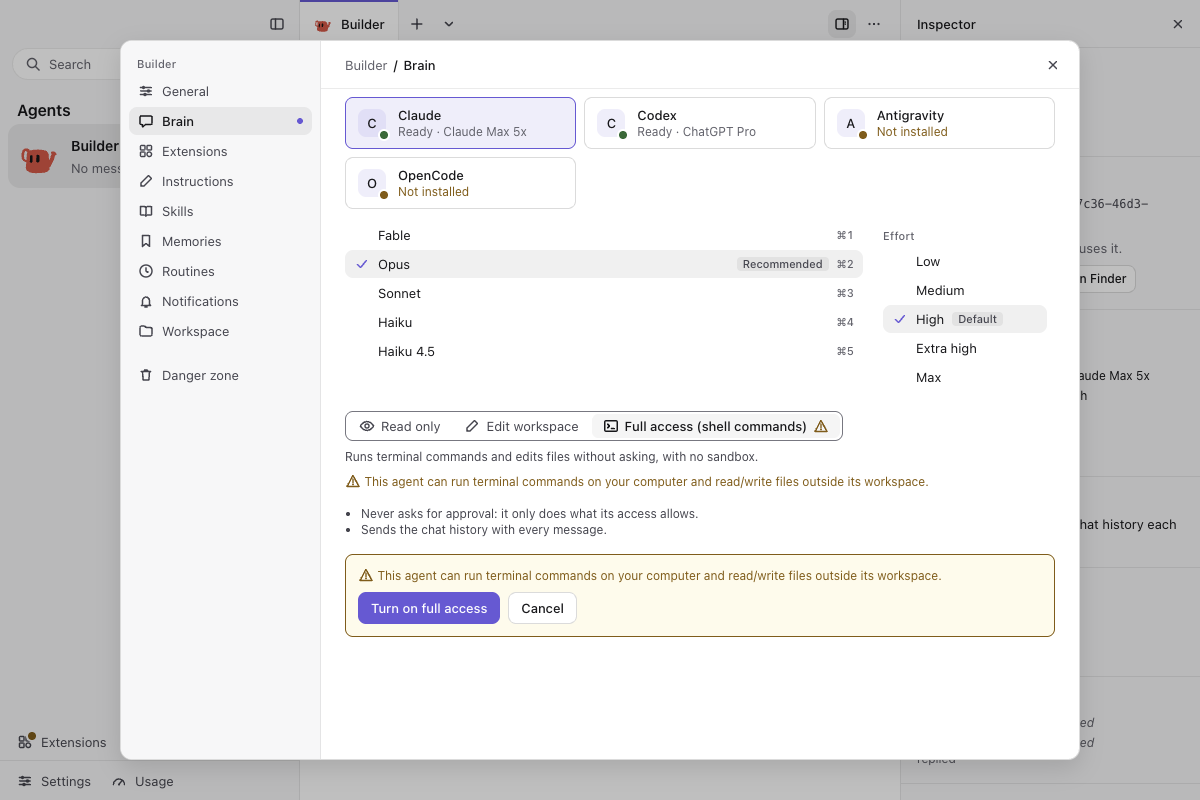 Builder
Inspector
Search
Agents
Builder
No mess
Builder
General
Brain
Extensions
Instructions
Skills
Memories
Routines
Notifications
Workspace
Danger zone
Builder / Brain
C
Claude
Ready · Claude Max 5x
C
Codex
Ready · ChatGPT Pro
A
Antigravity
Not installed
O
OpenCode
Not installed
Fable ⌘1
Opus Recommended ⌘2
Sonnet ⌘3
Haiku ⌘4
Haiku 4.5 ⌘5
Effort
Low
Medium
High Default
Extra high
Max
Read only
Edit workspace
Full access (shell commands)
Runs terminal commands and edits files without asking, with no sandbox.
This agent can run terminal commands on your computer and read/write files outside its workspace.
• Never asks for approval: it only does what its access allows.
• Sends the chat history with every message.
This agent can run terminal commands on your computer and read/write files outside its workspace.
Turn on full access
Cancel
7c36-46d3-
uses it.
n Finder
aude Max 5x
h
hat history each
ed
ed
replied
Extensions
Settings
Usage